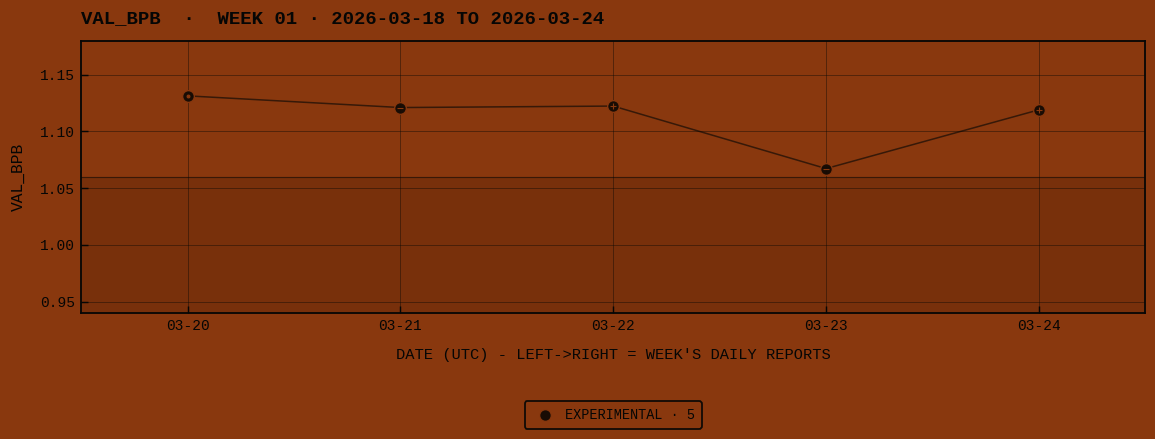 VAL_BPB · WEEK 01 · 2026-03-18 TO 2026-03-24
VAL_BPB
1.15
1.10
1.05
1.00
0.95
03-20 03-21 03-22 03-23 03-24
DATE (UTC) - LEFT->RIGHT = WEEK'S DAILY REPORTS
EXPERIMENTAL · 5